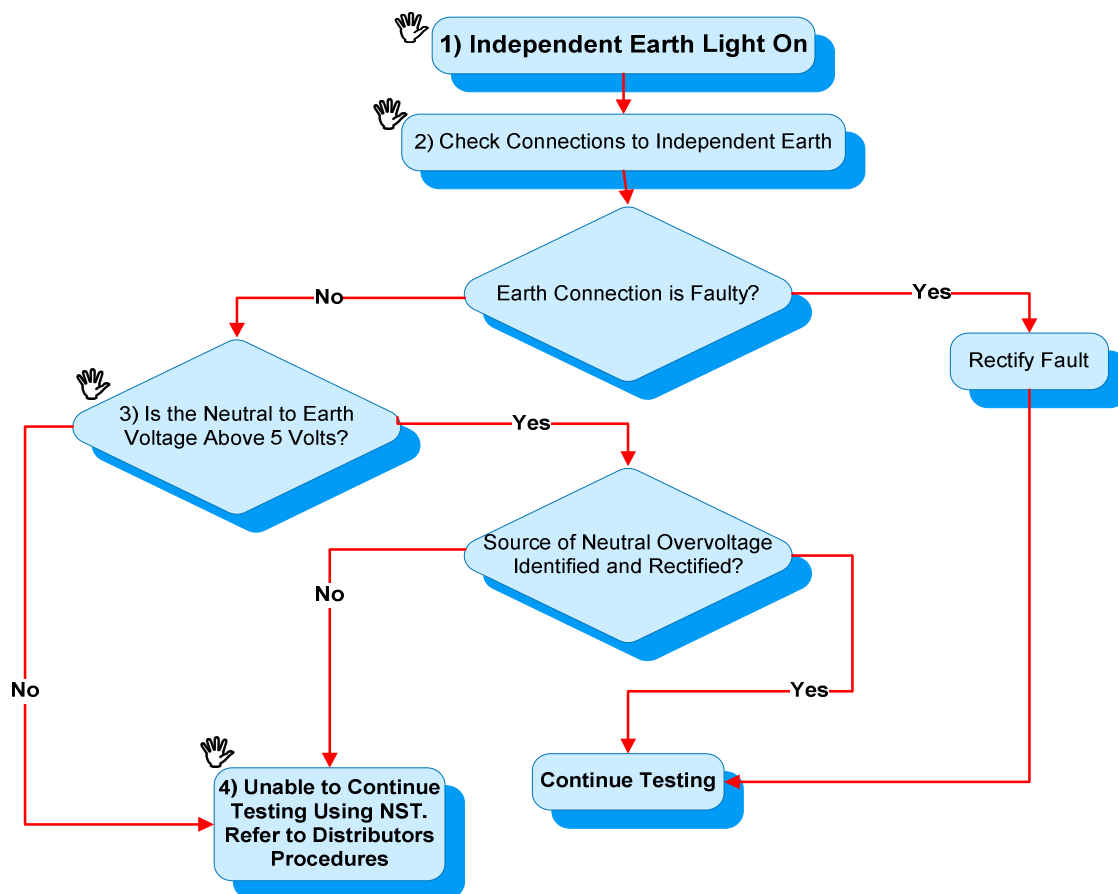 1) Independent Earth Light On
2) Check Connections to Independent Earth
Earth Connection is Faulty?
No
Yes
Rectify Fault
3) Is the Neutral to Earth
Voltage Above 5 Volts?
Yes
Source of Neutral Overvoltage
Identified and Rectified?
No
No
Yes
4) Unable to Continue
Testing Using NST.
Refer to Distributors
Procedures
Continue Testing